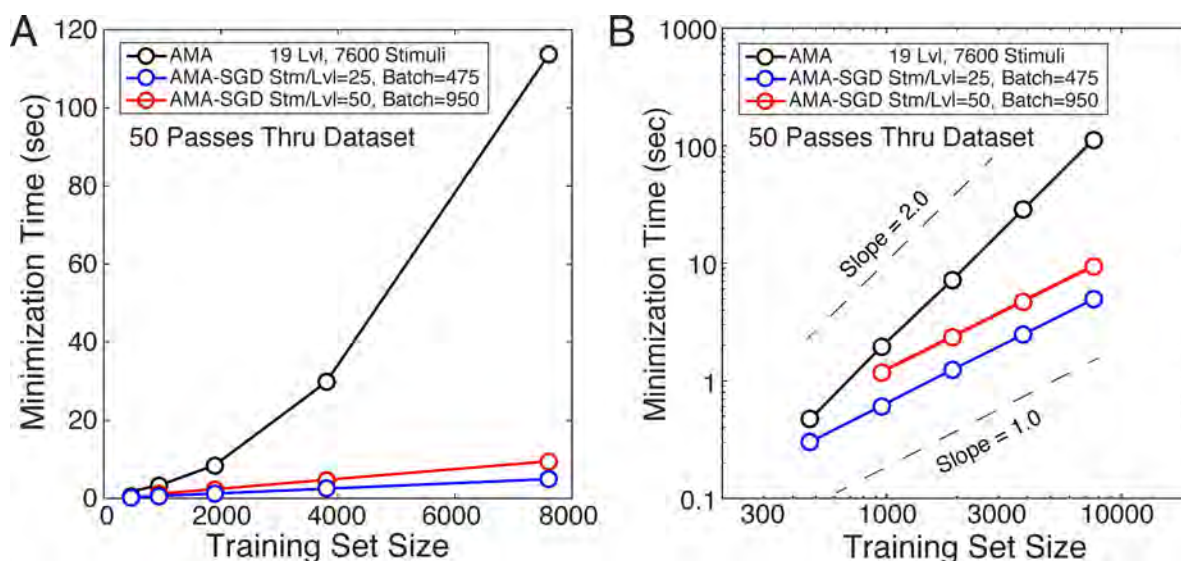 A
120
100
80
60
40
20
0
Minimization Time (sec)
AMA 19 Lvl, 7600 Stimuli
AMA-SGD Stm/Lvl=25, Batch=475
AMA-SGD Stm/Lvl=50, Batch=950
50 Passes Thru Dataset
0 2000 4000 6000 8000
Training Set Size
B
1000
100
10
1
0.1
Minimization Time (sec)
AMA 19 Lvl, 7600 Stimuli
AMA-SGD Stm/Lvl=25, Batch=475
AMA-SGD Stm/Lvl=50, Batch=950
50 Passes Thru Dataset
Slope = 2.0
Slope = 1.0
300 1000 3000 10000
Training Set Size